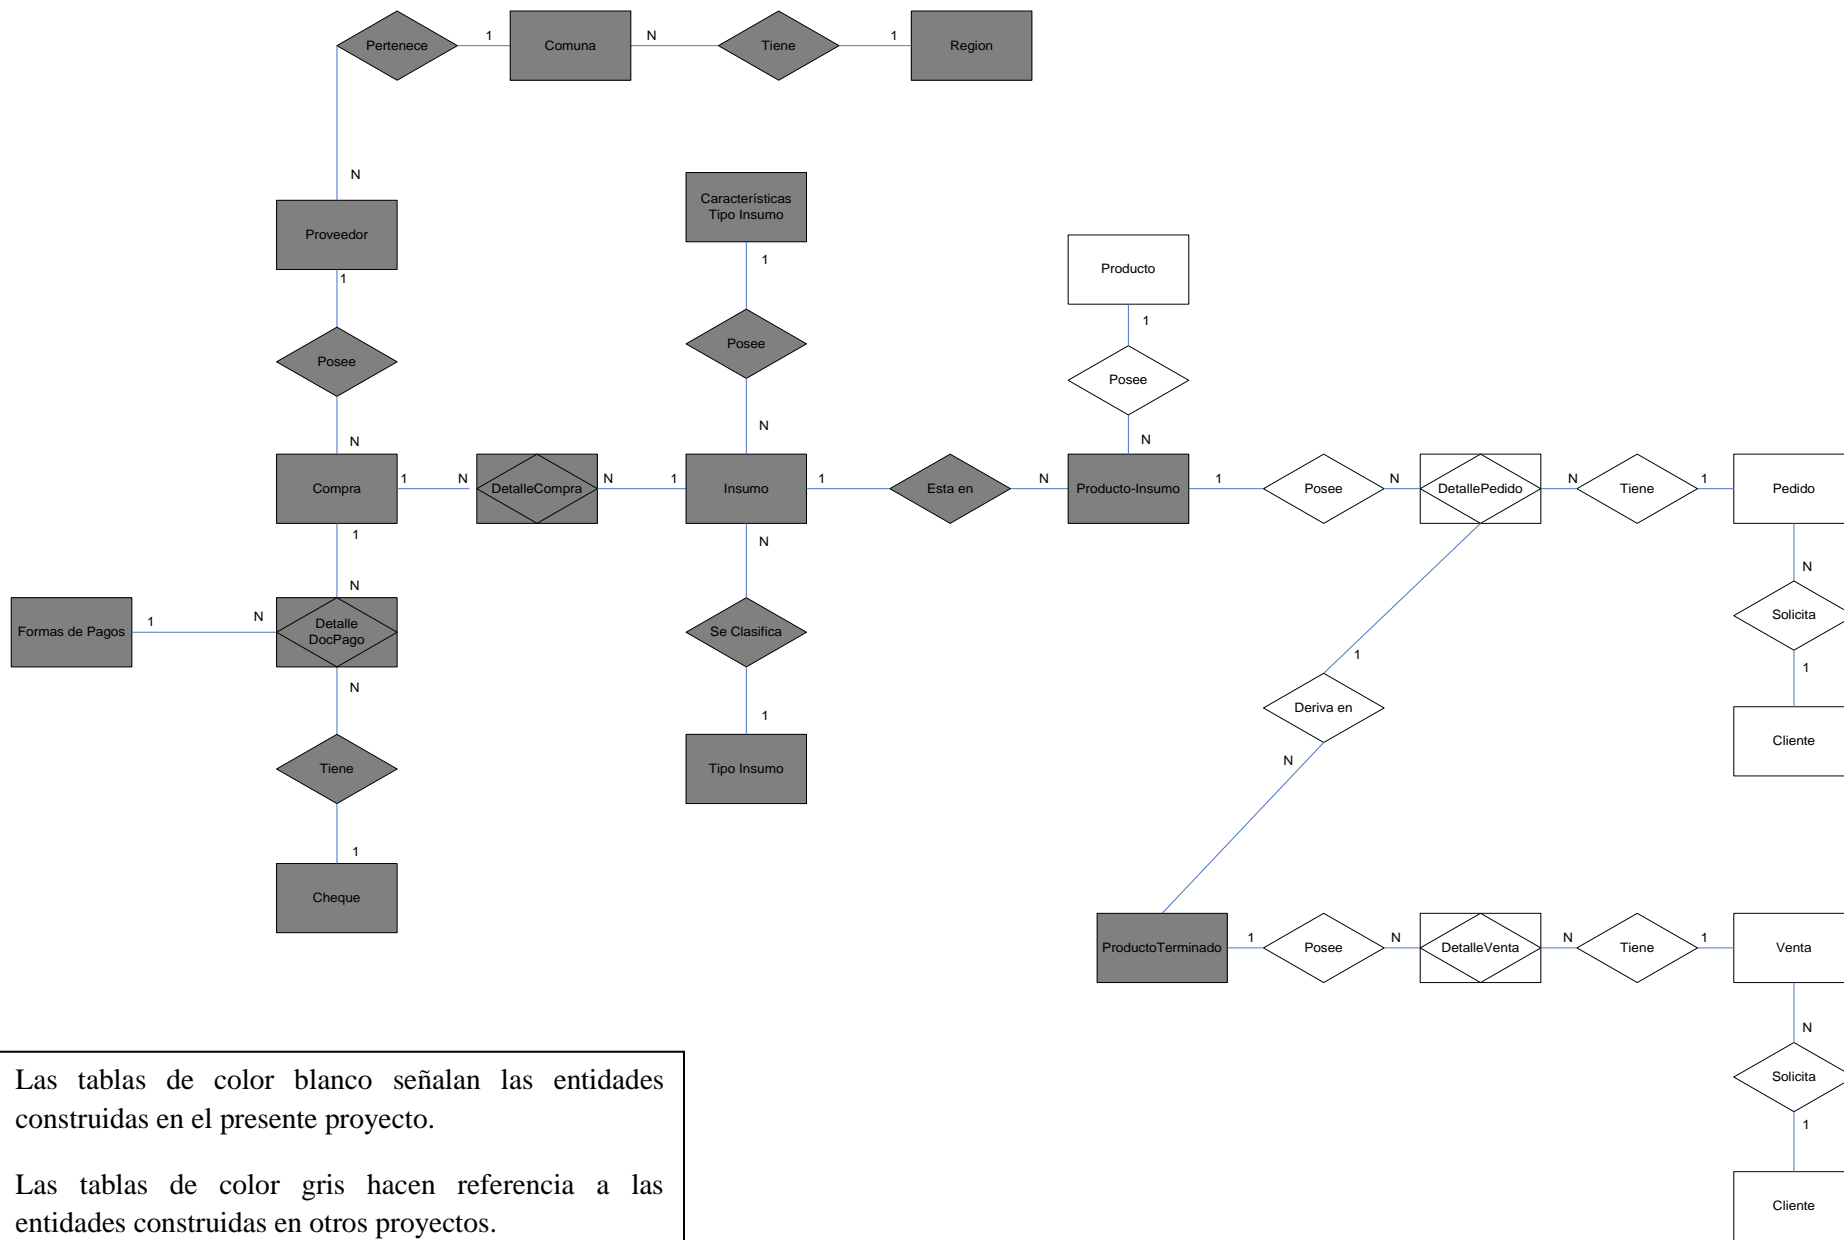 Pertenece
1
Comuna
N
Tiene
1
Region
N
Proveedor
1
Posee
N
Características
Tipo Insumo
1
Posee
N
Producto
1
Posee
N
Compra
1
N
DetalleCompra
N
1
Insumo
1
Esta en
N
Producto-Insumo
1
Posee
N
DetallePedido
N
Tiene
1
Pedido
1
N
N
N
Formas de Pagos
1
N
Detalle
DocPago
Se Clasifica
Solicita
N
1
1
1
Deriva en
Cliente
Tiene
Tipo Insumo
N
1
Cheque
ProductoTerminado
1
Posee
N
DetalleVenta
N
Tiene
1
Venta
N
Solicita
1
Cliente
Las tablas de color blanco señalan las entidades
construidas en el presente proyecto.
Las tablas de color gris hacen referencia a las
entidades construidas en otros proyectos.